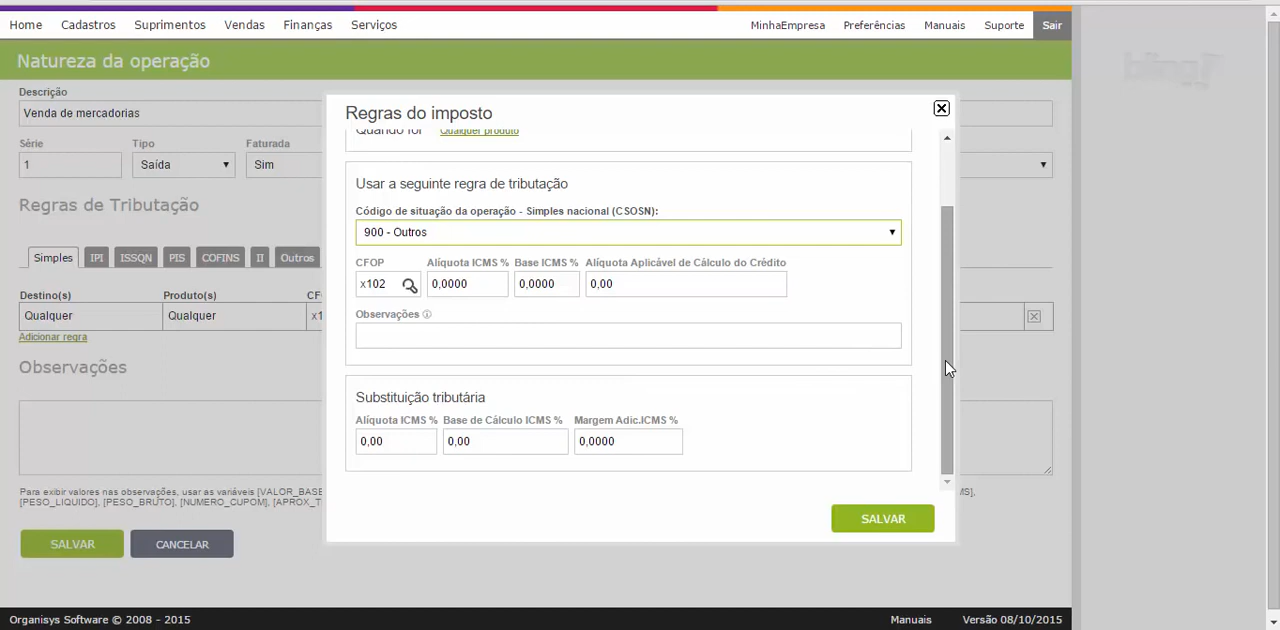 Home Cadastros Suprimentos Vendas Finanças Serviços MinhaEmpresa Preferências Manuais Suporte Sair
bling!
Natureza da operação
Descrição
Venda de mercadorias
Série Tipo Faturada
1 Saída Sim
Regras de Tributação
Simples IPI ISSQN PIS COFINS II Outros
Destino(s) Produto(s)
Qualquer Qualquer
Adicionar regra
Observações
Para exibir valores nas observações, usar as variáveis
[PESO_LIQUIDO], [PESO_BRUTO], [NUMERO_CUPOM],
SALVAR CANCELAR
Regras do imposto
Quando for Qualquer produto
Usar a seguinte regra de tributação
Código de situação da operação - Simples nacional (CSOSN):
900 - Outros
CFOP Alíquota ICMS % Base ICMS % Alíquota Aplicável de Cálculo do Crédito
x102 0,0000 0,0000 0,00
Observações
Substituição tributária
Alíquota ICMS % Base de Cálculo ICMS % Margem Adic.ICMS %
0,00 0,00 0,0000
SALVAR
Organisys Software © 2008 - 2015 Manuais Versão 08/10/2015